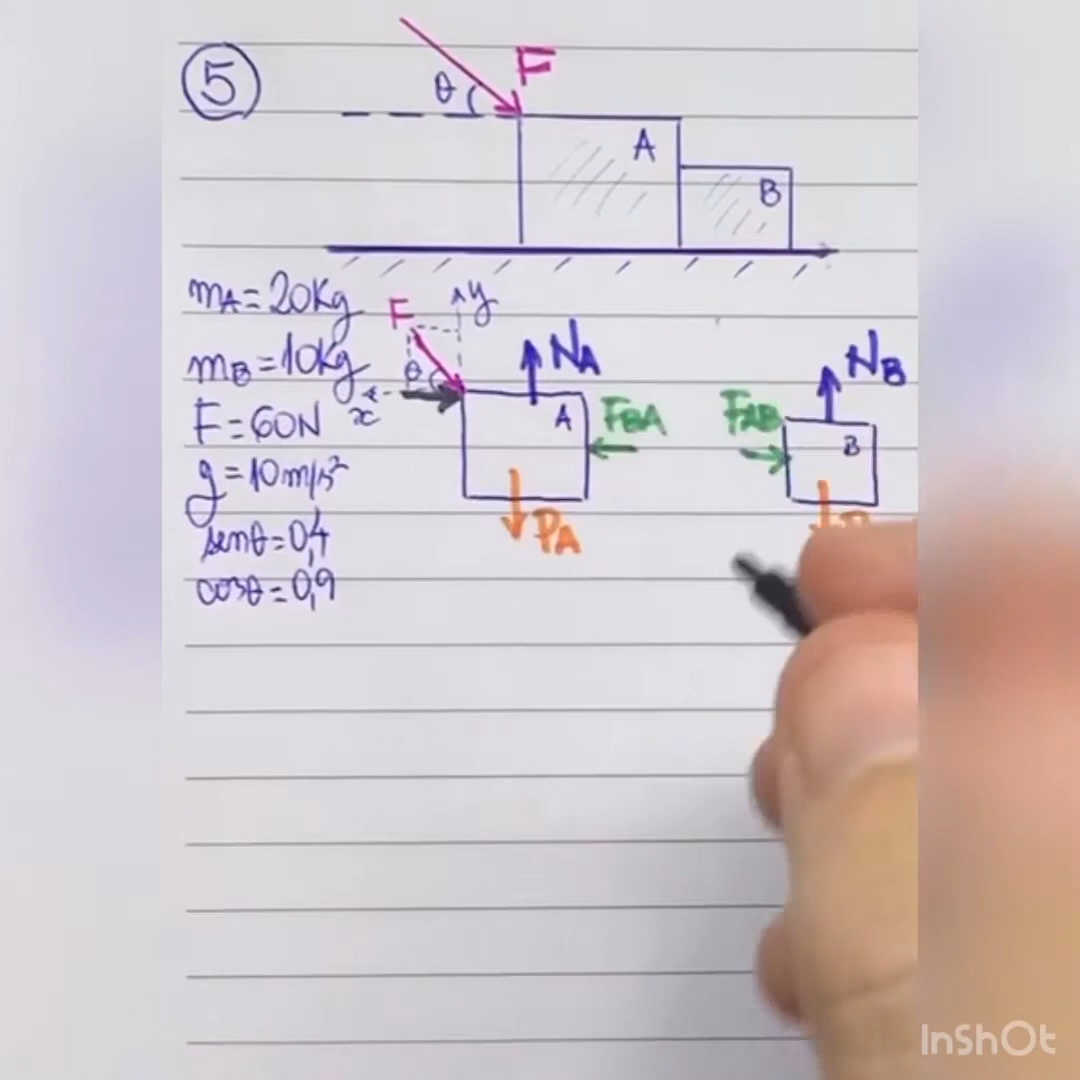 5
F
θ
A
B
mA=20Kg
mB=10kg
F=60N
g=10m/s²
senθ=0,4
cosθ=0,9
F
y
θ
x
NA
A
FBA
PA
NB
FAB
B
InShOt